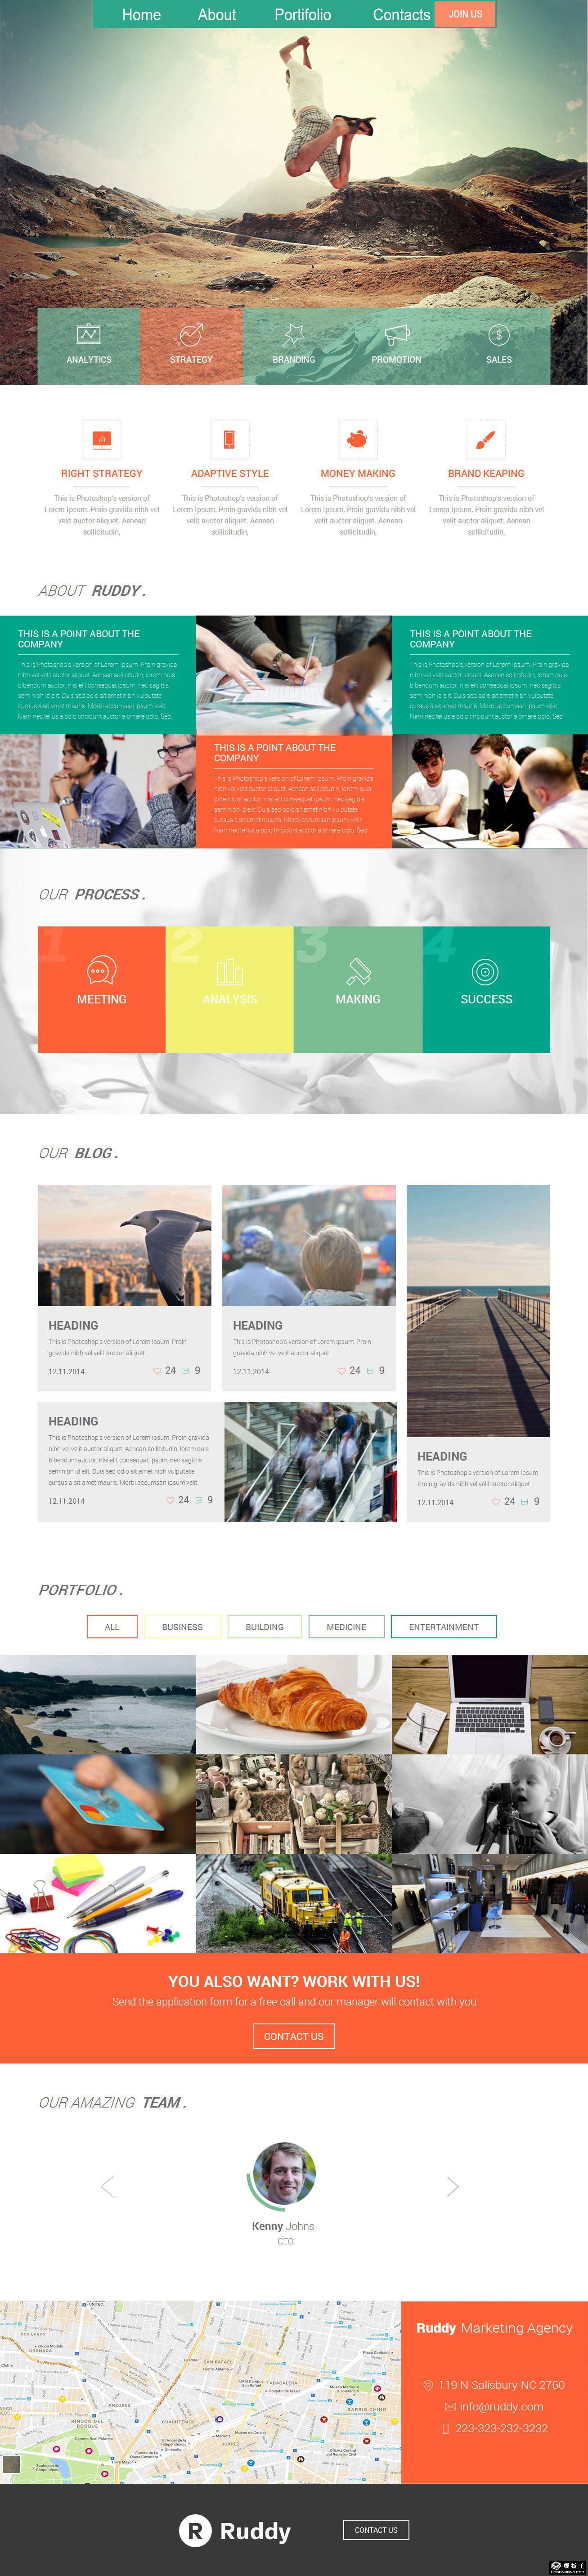 Home
About
Portifolio
Contacts
JOIN US
ANALYTICS
STRATEGY
BRANDING
PROMOTION
SALES
RIGHT STRATEGY
This is Photoshop's version of
Lorem Ipsum. Proin gravida nibh vel
velit auctor aliquet. Aenean
sollicitudin,
ADAPTIVE STYLE
This is Photoshop's version of
Lorem Ipsum. Proin gravida nibh vel
velit auctor aliquet. Aenean
sollicitudin,
MONEY MAKING
This is Photoshop's version of
Lorem Ipsum. Proin gravida nibh vel
velit auctor aliquet. Aenean
sollicitudin,
BRAND KEAPING
This is Photoshop's version of
Lorem Ipsum. Proin gravida nibh vel
velit auctor aliquet. Aenean
sollicitudin,
ABOUT RUDDY .
THIS IS A POINT ABOUT THE
COMPANY
This is Photoshop's version of Lorem Ipsum. Proin gravida
nibh vel velit auctor aliquet. Aenean sollicitudin, lorem quis
bibendum auctor, nisi elit consequat ipsum, nec sagittis
sem nibh id elit. Duis sed odio sit amet nibh vulputate
cursus a sit amet mauris. Morbi accumsan ipsum velit.
Nam nec tellus a odio tincidunt auctor a ornare odio. Sed
THIS IS A POINT ABOUT THE
COMPANY
This is Photoshop's version of Lorem Ipsum. Proin gravida
nibh vel velit auctor aliquet. Aenean sollicitudin, lorem quis
bibendum auctor, nisi elit consequat ipsum, nec sagittis
sem nibh id elit. Duis sed odio sit amet nibh vulputate
cursus a sit amet mauris. Morbi accumsan ipsum velit.
Nam nec tellus a odio tincidunt auctor a ornare odio. Sed
THIS IS A POINT ABOUT THE
COMPANY
This is Photoshop's version of Lorem Ipsum. Proin gravida
nibh vel velit auctor aliquet. Aenean sollicitudin, lorem quis
bibendum auctor, nisi elit consequat ipsum, nec sagittis
sem nibh id elit. Duis sed odio sit amet nibh vulputate
cursus a sit amet mauris. Morbi accumsan ipsum velit.
Nam nec tellus a odio tincidunt auctor a ornare odio. Sed
OUR PROCESS .
1
MEETING
2
ANALYSIS
3
MAKING
4
SUCCESS
OUR BLOG .
HEADING
This is Photoshop's version of Lorem Ipsum. Proin
gravida nibh vel velit auctor aliquet.
12.11.2014
24
9
HEADING
This is Photoshop's version of Lorem Ipsum. Proin
gravida nibh vel velit auctor aliquet.
12.11.2014
24
9
HEADING
This is Photoshop's version of Lorem Ipsum. Proin gravida
nibh vel velit auctor aliquet. Aenean sollicitudin, lorem quis
bibendum auctor, nisi elit consequat ipsum, nec sagittis
sem nibh id elit. Duis sed odio sit amet nibh vulputate
cursus a sit amet mauris. Morbi accumsan ipsum velit.
12.11.2014
24
9
HEADING
This is Photoshop's version of Lorem Ipsum.
Proin gravida nibh vel velit auctor aliquet.
12.11.2014
24
9
PORTFOLIO .
ALL
BUSINESS
BUILDING
MEDICINE
ENTERTAINMENT
YOU ALSO WANT? WORK WITH US!
Send the application form for a free call and our manager will contact with you
CONTACT US
OUR AMAZING TEAM .
Kenny Johns
CEO
SAN RAFAEL
TABACALERA
ANZURES
CUAUHTÉMOC
RINCÓN DEL
BOSQUE
BARRIO CHINO
JUÁREZ
GRANADA
Ruddy Marketing Agency
119 N Salisbury NC 2760
info@ruddy.com
223-323-232-3232
R Ruddy
CONTACT US